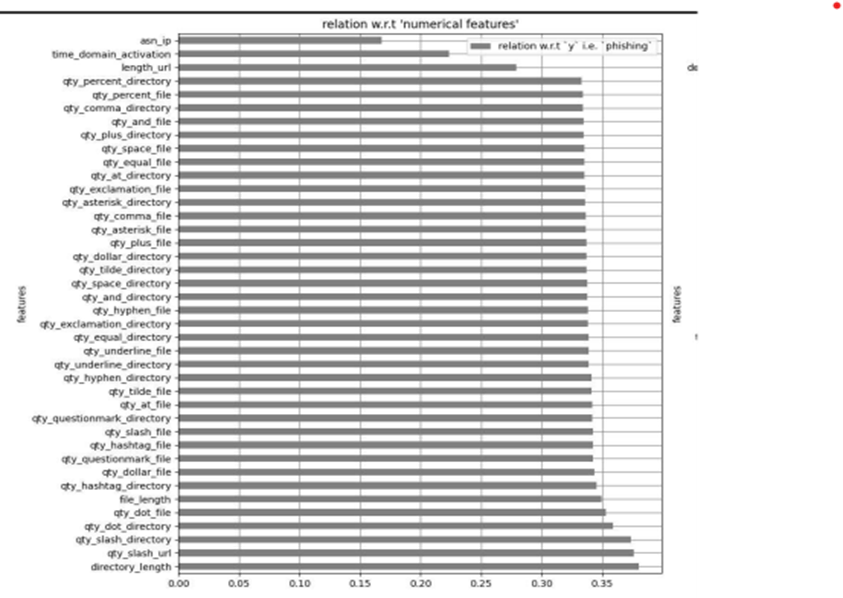 relation w.r.t 'numerical features'
relation w.r.t `y` i.e. `phishing`
asn_ip
time_domain_activation
length_url
de
qty_percent_directory
qty_percent_file
qty_comma_directory
qty_and_file
qty_plus_directory
qty_space_file
qty_equal_file
qty_at_directory
qty_exclamation_file
qty_asterisk_directory
qty_comma_file
qty_asterisk_file
qty_plus_file
qty_dollar_directory
qty_tilde_directory
qty_space_directory
qty_and_directory
qty_hyphen_file
qty_exclamation_directory
qty_equal_directory
qty_underline_file
qty_underline_directory
qty_hyphen_directory
qty_tilde_file
qty_at_file
qty_questionmark_directory
qty_slash_file
qty_hashtag_file
qty_questionmark_file
qty_dollar_file
qty_hashtag_directory
file_length
qty_dot_file
qty_dot_directory
qty_slash_directory
qty_slash_url
directory_length
features
features
0.00 0.05 0.10 0.15 0.20 0.25 0.30 0.35